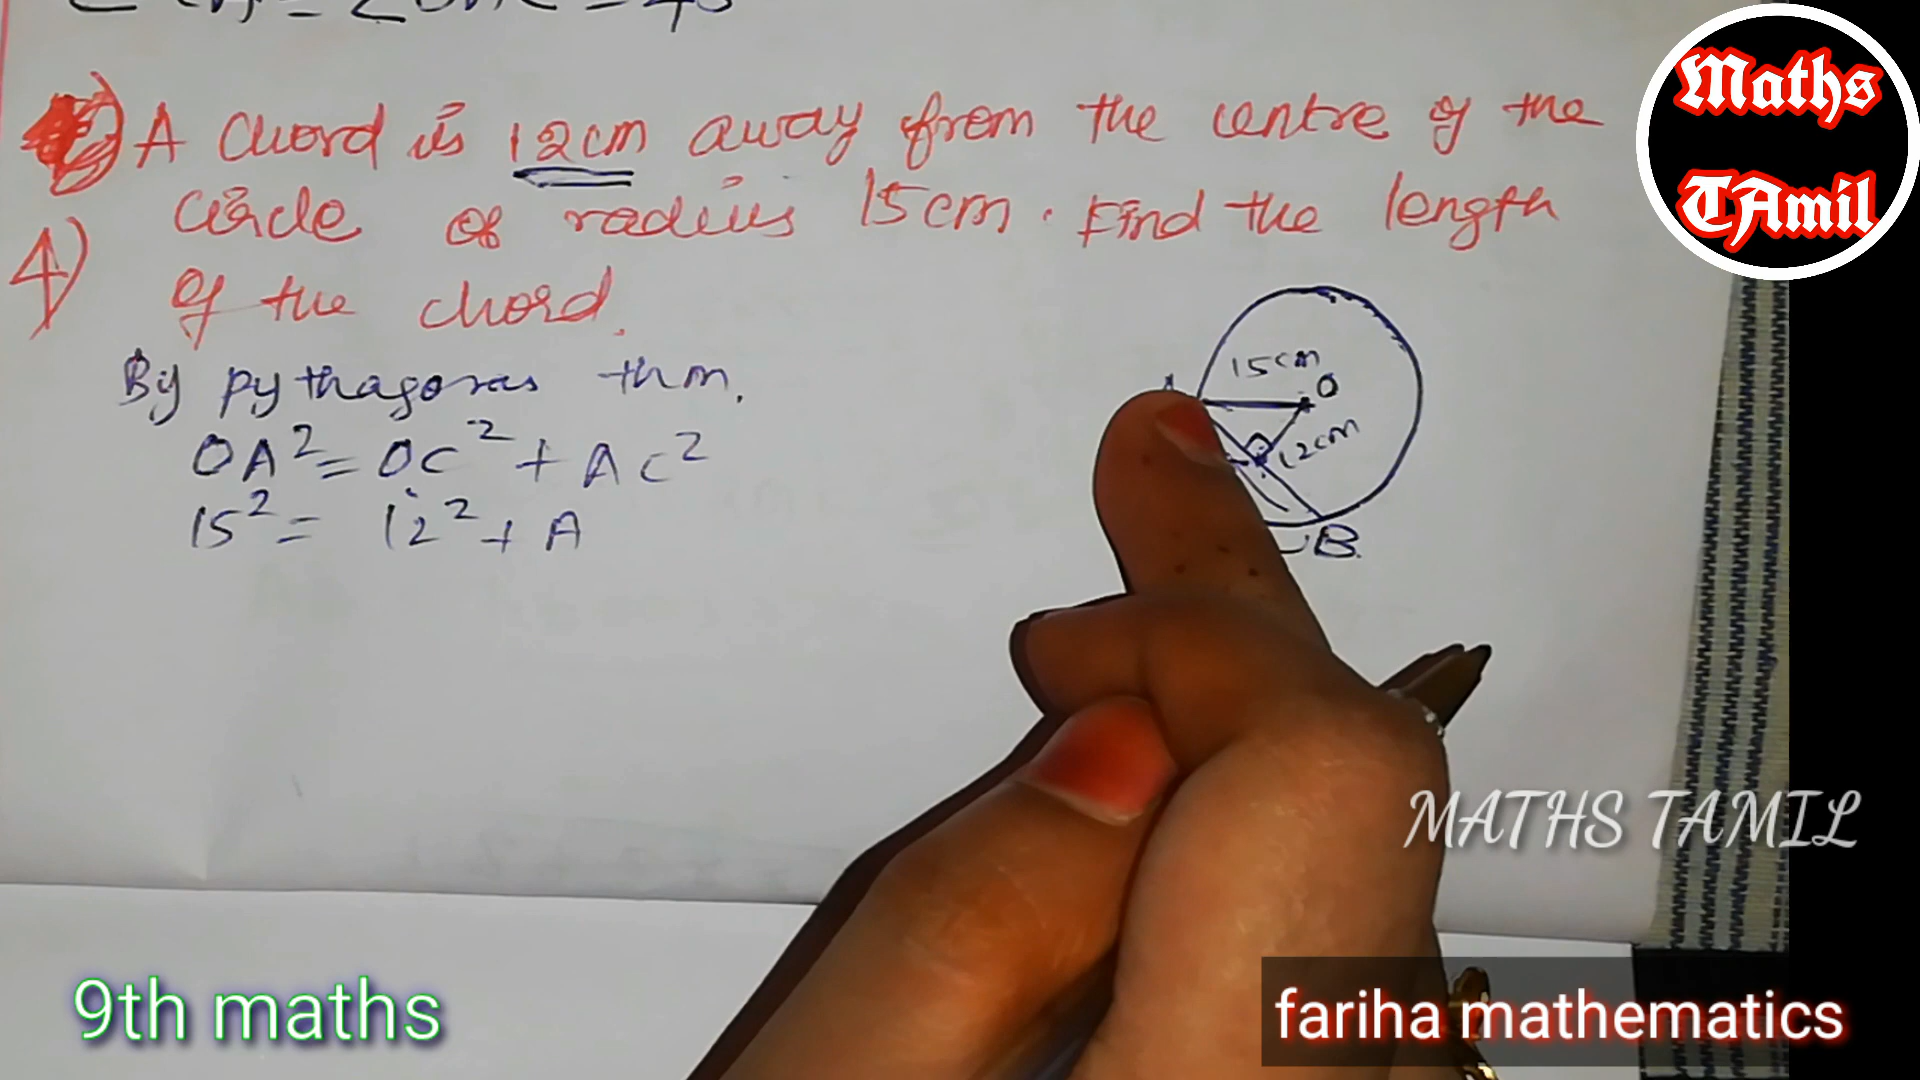 A chord is 12cm away from the centre of the
circle of radius 15cm. Find the length
4)
of the chord.
By pythagoras thm.
OA² = OC² + AC²
15² = 12² + A
15cm
O
12cm
B
Maths
TAmil
MATHS TAMIL
9th maths
fariha mathematics